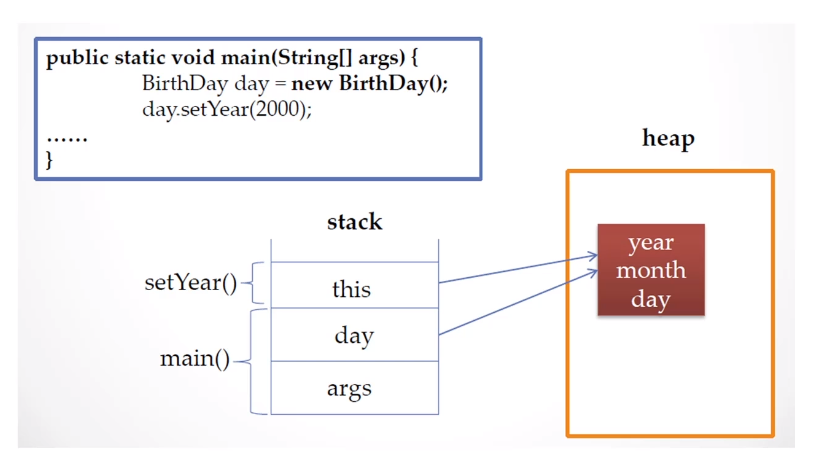 public static void main(String[] args) {
BirthDay day = new BirthDay();
day.setYear(2000);
......
}
heap
stack
year
month
day
setYear()
this
main()
day
args